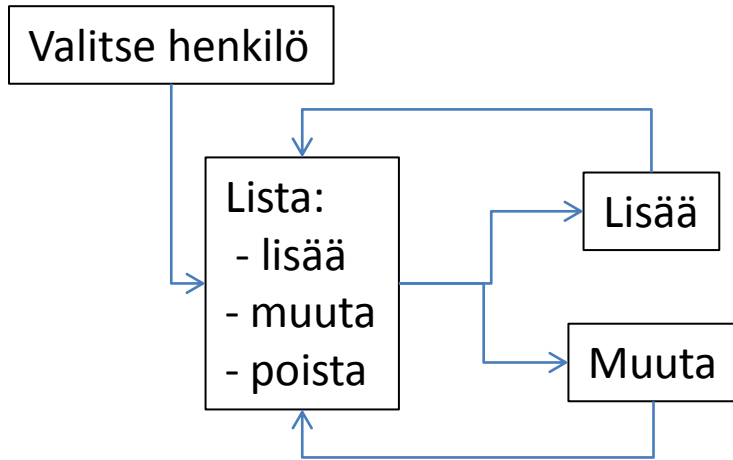 Valitse henkilö
Lista:
- lisää
- muuta
- poista
Lisää
Muuta